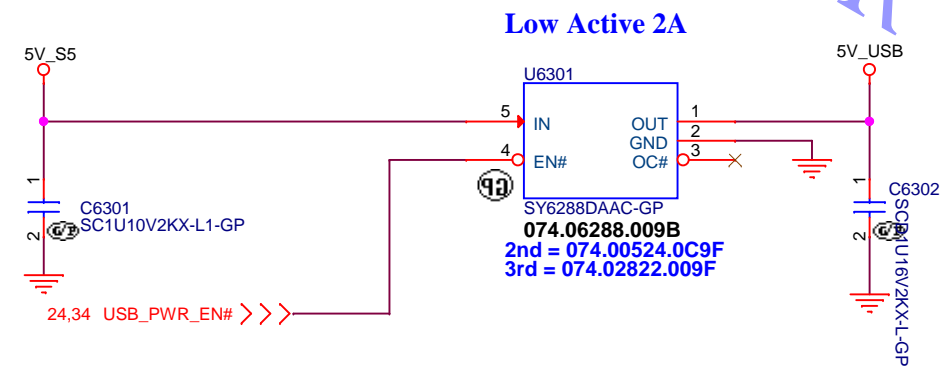 Low Active 2A
5V_S5
5V_USB
U6301
5
IN
OUT
1
GND
2
4
EN#
OC#
3
1
C6301
SC1U10V2KX-L1-GP
2
SY6288DAAC-GP
074.06288.009B
2nd = 074.00524.0C9F
3rd = 074.02822.009F
1
C6302
2
24,34 USB_PWR_EN#